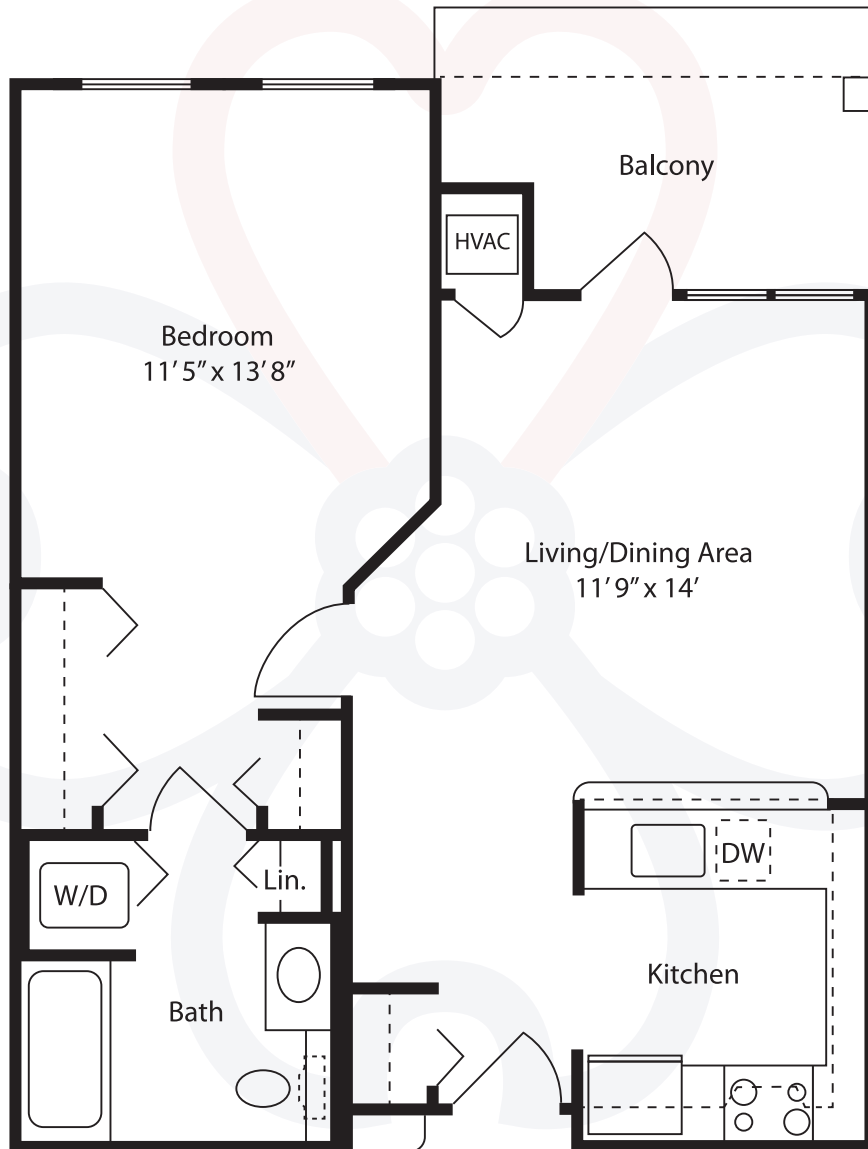 Balcony
HVAC
Bedroom
11’5” x 13’8”
Living/Dining Area
11’9” x 14’
DW
Lin.
W/D
Kitchen
Bath